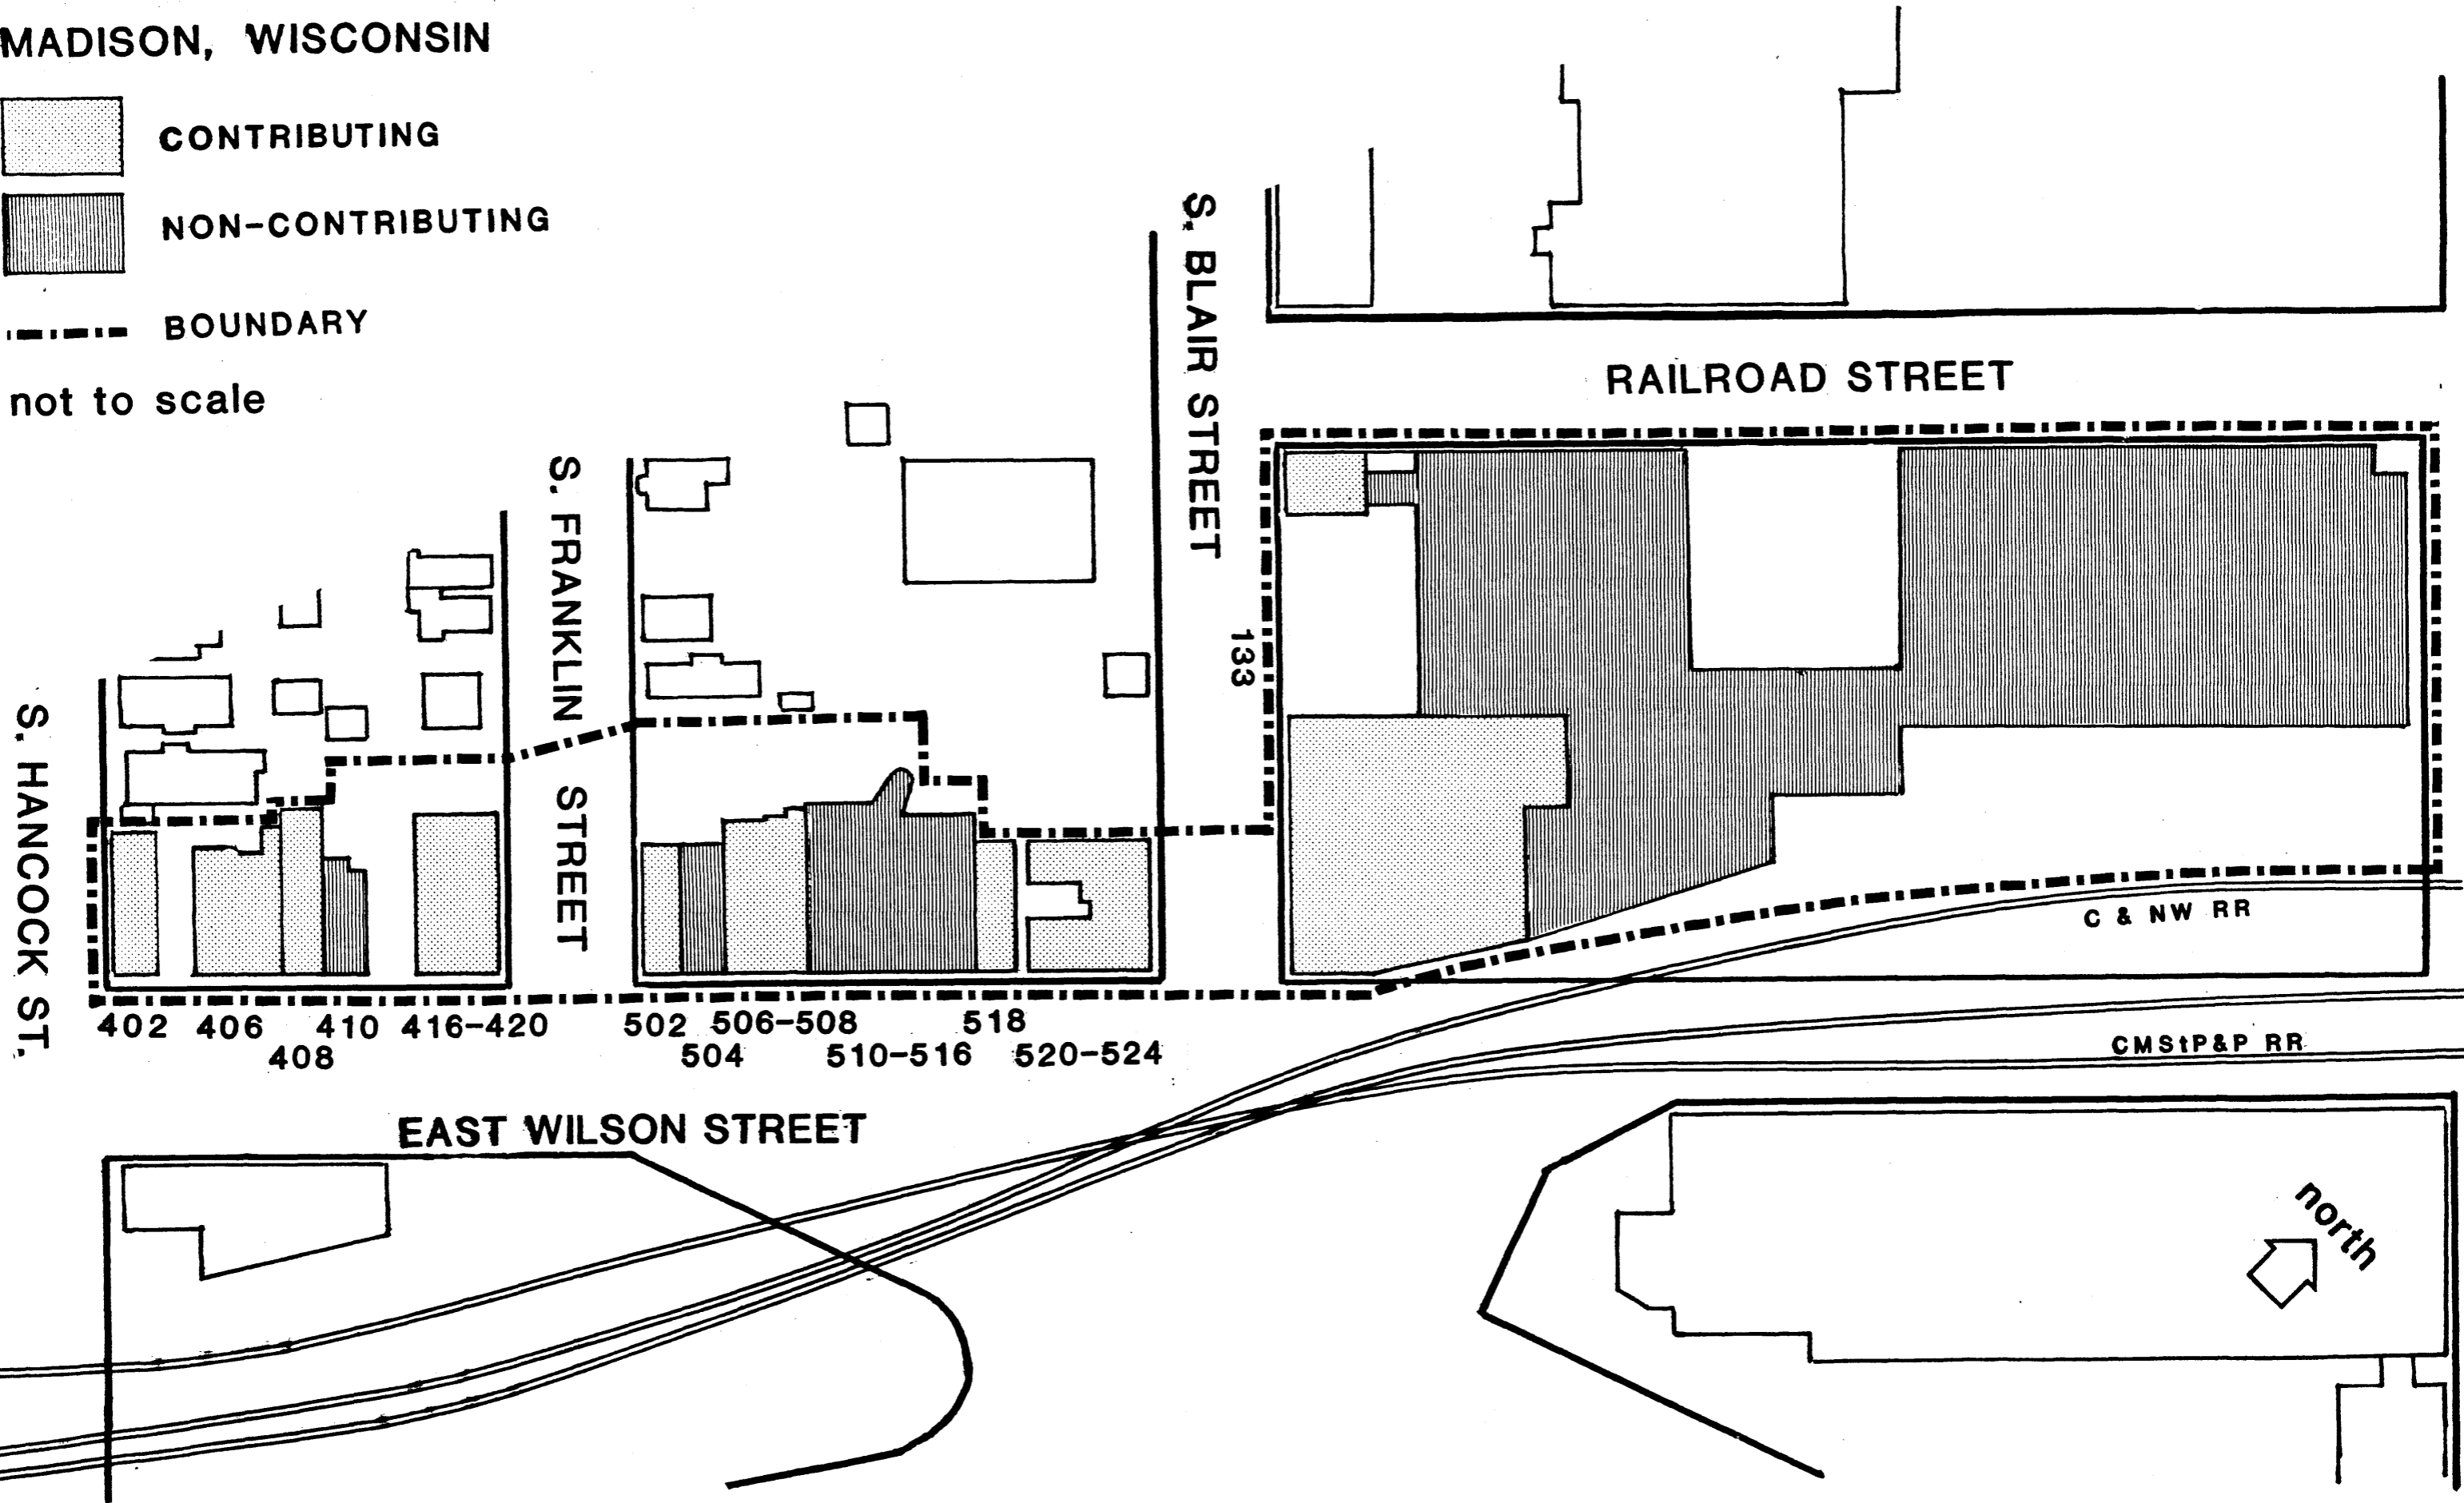 MADISON, WISCONSIN
CONTRIBUTING
NON-CONTRIBUTING
BOUNDARY
not to scale
S. HANCOCK ST.
S. FRANKLIN STREET
S. BLAIR STREET
RAILROAD STREET
133
C & NW RR
CMStP&P RR
402 406 410 416-420 502 506-508 518
408 504 510-516 520-524
EAST WILSON STREET
north